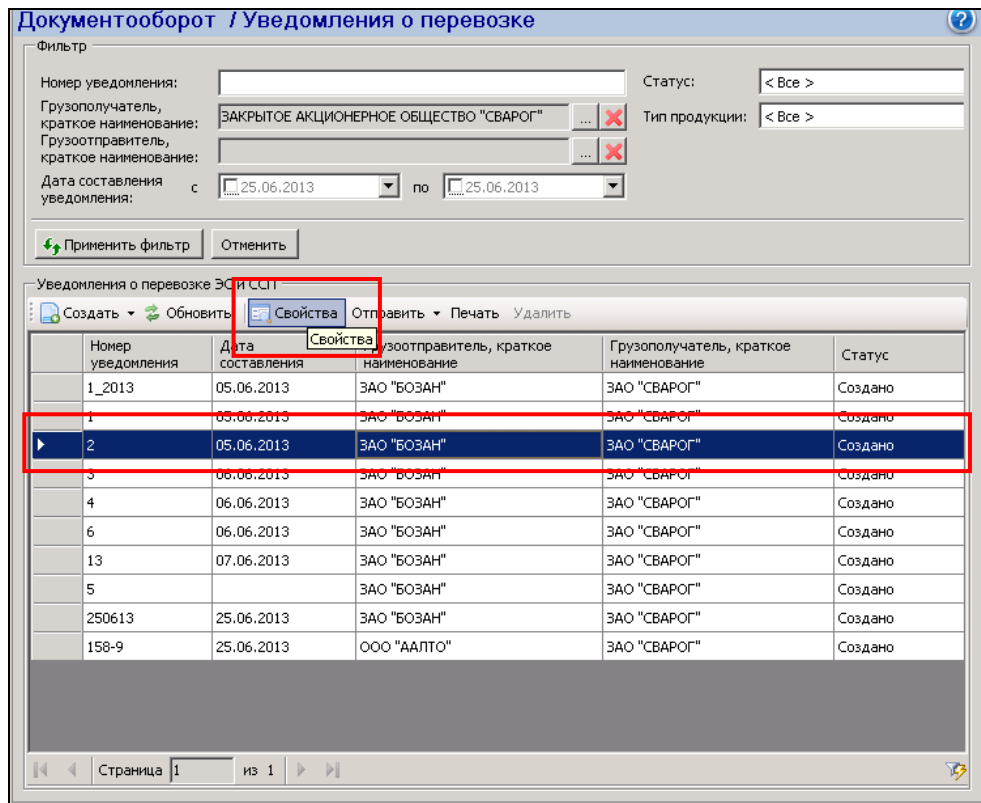 Документооборот / Уведомления о перевозке
Фильтр
Номер уведомления:
Статус: < Все >
Грузополучатель, краткое наименование: ЗАКРЫТОЕ АКЦИОНЕРНОЕ ОБЩЕСТВО "СВАРОГ" ...
Тип продукции: < Все >
Грузоотправитель, краткое наименование: ...
Дата составления уведомления: с 25.06.2013 по 25.06.2013
Применить фильтр Отменить
Уведомления о перевозке ЭС и ССП
Создать Обновить Свойства Отправить Печать Удалить
Свойства
Номер уведомления Дата составления Грузоотправитель, краткое наименование Грузополучатель, краткое наименование Статус
1_2013 05.06.2013 ЗАО "БОЗАН" ЗАО "СВАРОГ" Создано
1 05.06.2013 ЗАО "БОЗАН" ЗАО "СВАРОГ" Создано
2 05.06.2013 ЗАО "БОЗАН" ЗАО "СВАРОГ" Создано
3 06.06.2013 ЗАО "БОЗАН" ЗАО "СВАРОГ" Создано
4 06.06.2013 ЗАО "БОЗАН" ЗАО "СВАРОГ" Создано
6 06.06.2013 ЗАО "БОЗАН" ЗАО "СВАРОГ" Создано
13 07.06.2013 ЗАО "БОЗАН" ЗАО "СВАРОГ" Создано
5 ЗАО "БОЗАН" ЗАО "СВАРОГ" Создано
250613 25.06.2013 ЗАО "БОЗАН" ЗАО "СВАРОГ" Создано
158-9 25.06.2013 ООО "ААЛТО" ЗАО "СВАРОГ" Создано
Страница 1 из 1